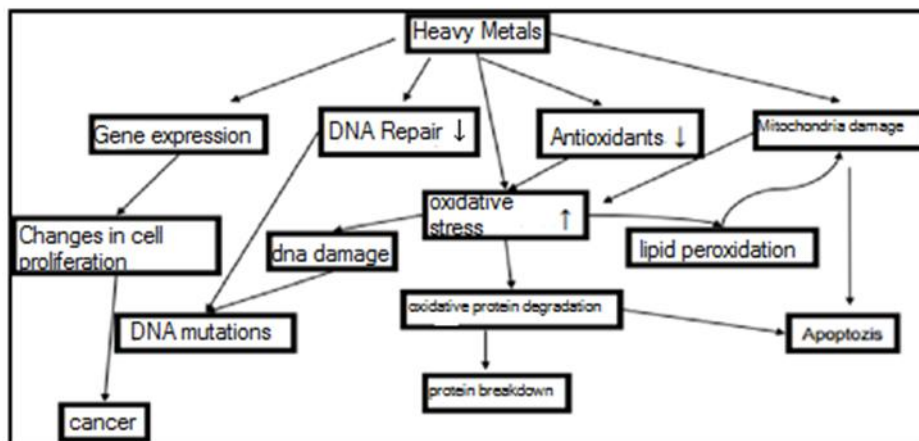 Heavy Metals
Gene expression
DNA Repair ↓
Antioxidants ↓
Mitochondria damage
oxidative
stress ↑
Changes in cell
proliferation
dna damage
lipid peroxidation
DNA mutations
oxidative protein degradation
Apoptozis
protein breakdown
cancer